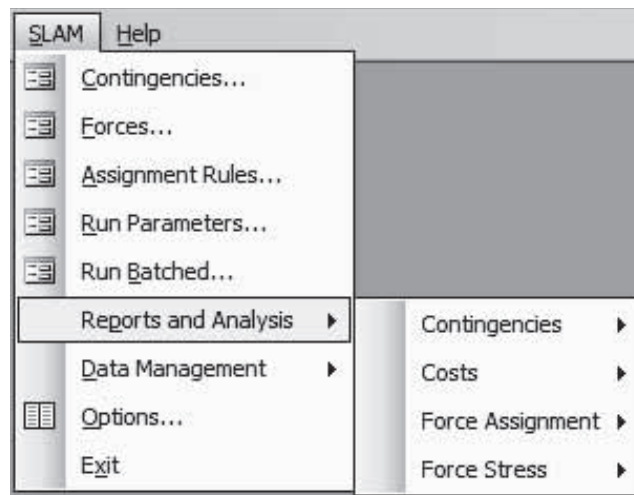 SLAM Help
Contingencies...
Forces...
Assignment Rules...
Run Parameters...
Run Batched...
Reports and Analysis
Data Management
Options...
Exit
Contingencies
Costs
Force Assignment
Force Stress